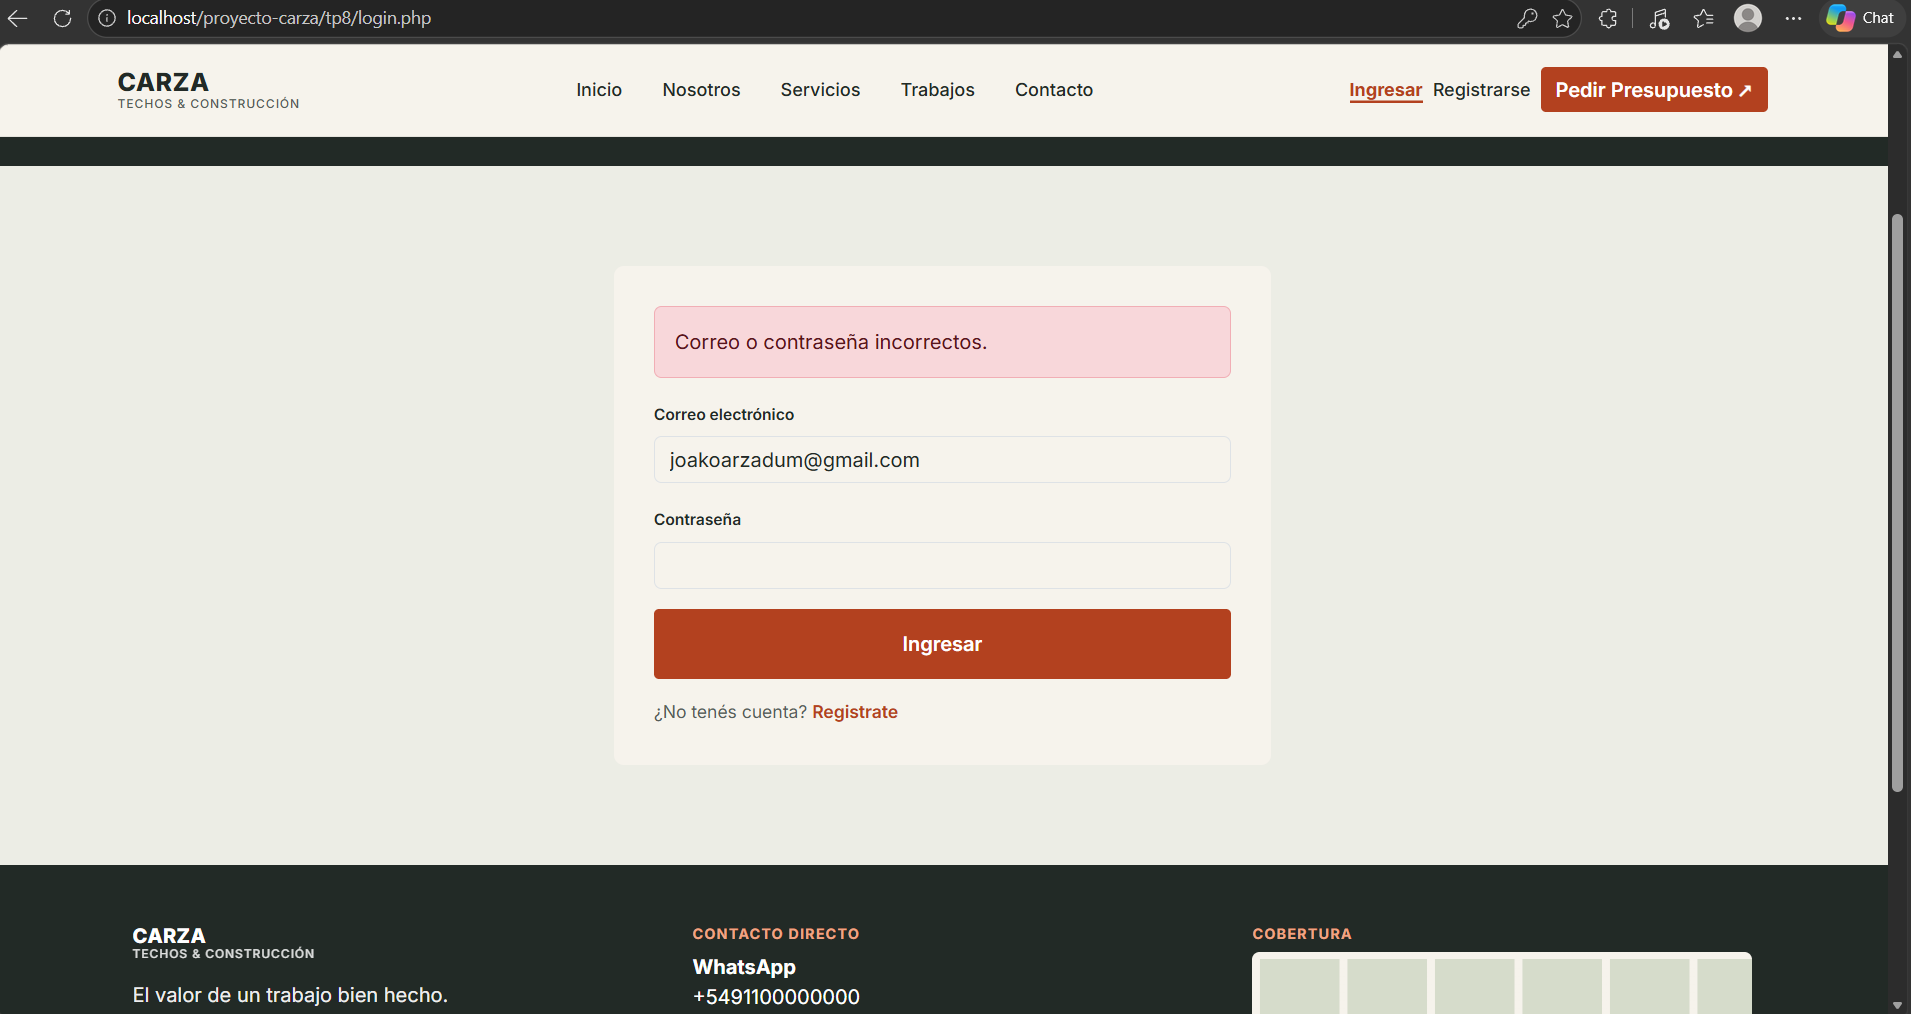 localhost/proyecto-carza/tp8/login.php
Chat
CARZA
TECHOS & CONSTRUCCIÓN
Inicio
Nosotros
Servicios
Trabajos
Contacto
Ingresar
Registrarse
Pedir Presupuesto ↗
Correo o contraseña incorrectos.
Correo electrónico
joakoarzadum@gmail.com
Contraseña
Ingresar
¿No tenés cuenta? Registrate
CARZA
TECHOS & CONSTRUCCIÓN
El valor de un trabajo bien hecho.
CONTACTO DIRECTO
WhatsApp
+5491100000000
COBERTURA